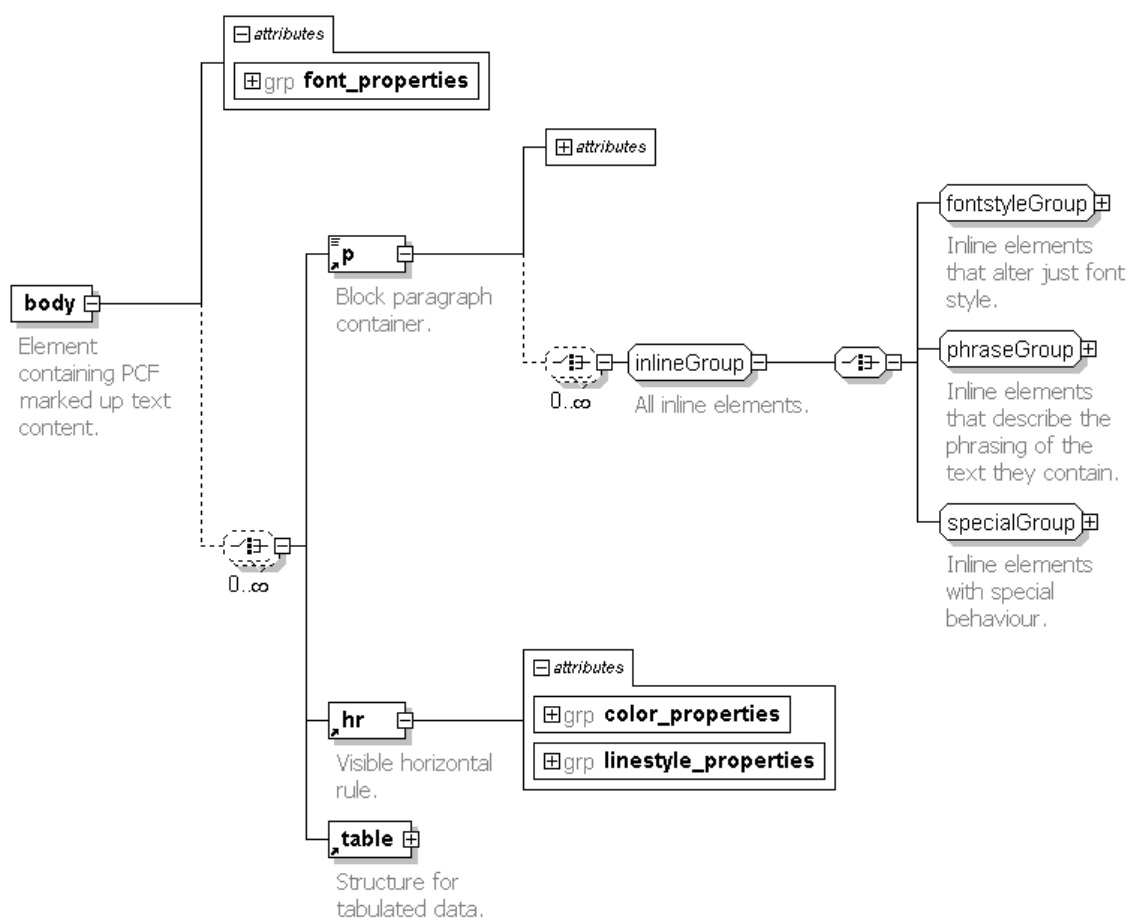 attributes
grp font_properties
attributes
fontstyleGroup
Inline elements
that alter just font
style.
p
Block paragraph
container.
body
Element
containing PCF
marked up text
content.
inlineGroup
0..∞
All inline elements.
phraseGroup
Inline elements
that describe the
phrasing of the
text they contain.
specialGroup
Inline elements
with special
behaviour.
0..∞
attributes
grp color_properties
grp linestyle_properties
hr
Visible horizontal
rule.
table
Structure for
tabulated data.